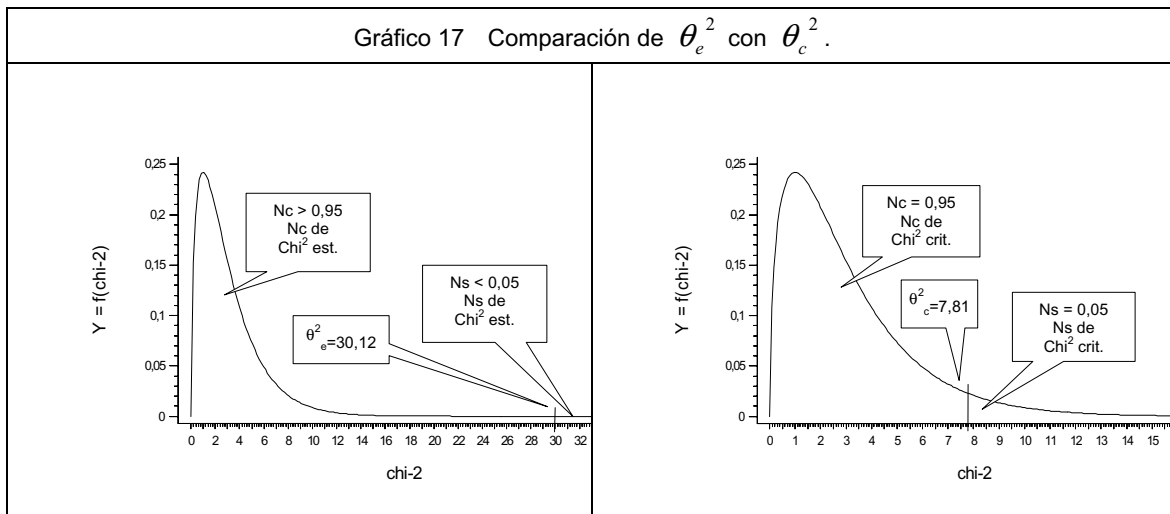 Gráfico 17 Comparación de θe² con θc².
0,25
0,2
0,15
0,1
0,05
0
Y = f(chi-2)
Nc > 0,95
Nc de
Chi² est.
Ns < 0,05
Ns de
Chi² est.
θ²e=30,12
0 2 4 6 8 10 12 14 16 18 20 22 24 26 28 30 32
chi-2
0,25
0,2
0,15
0,1
0,05
0
Y = f(chi-2)
Nc = 0,95
Nc de
Chi² crit.
θ²c=7,81
Ns = 0,05
Ns de
Chi² crit.
0 1 2 3 4 5 6 7 8 9 10 11 12 13 14 15
chi-2